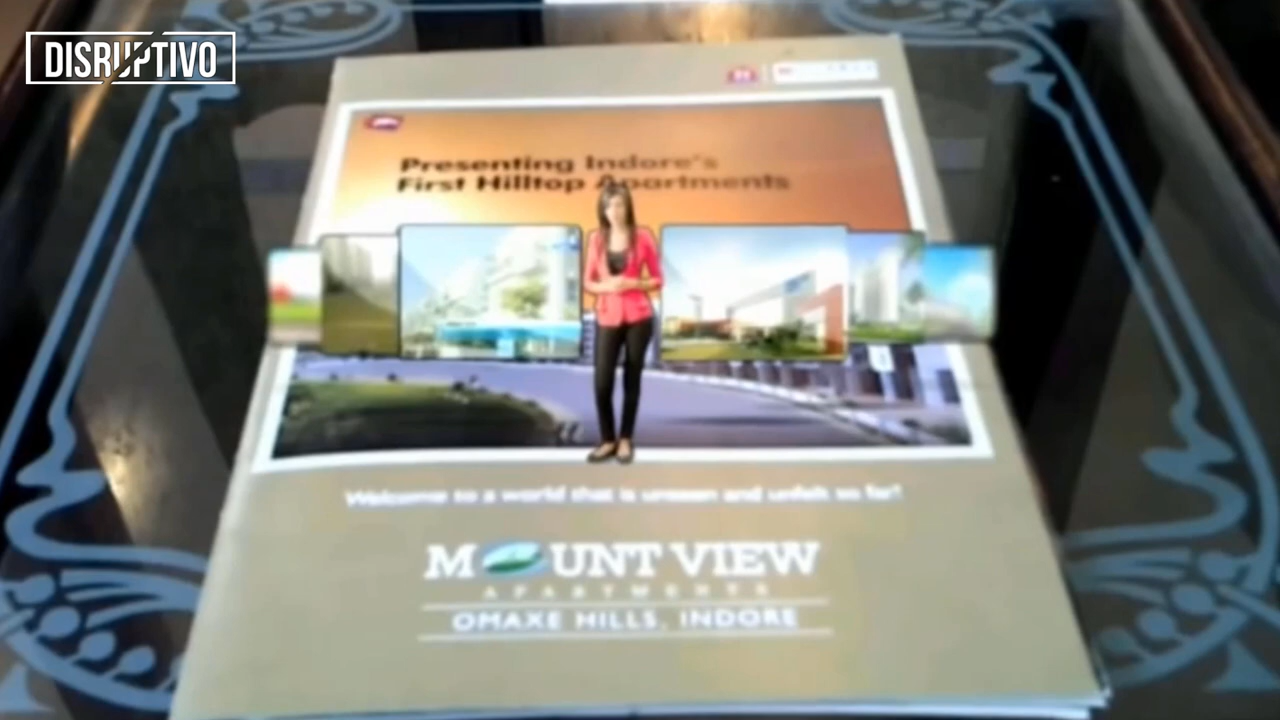 DISRUPTIVO
Presenting Indore's
First Hilltop Apartments
Welcome to a world that is unseen and unfelt so far!
MOUNT VIEW
APARTMENTS
OMAXE HILLS, INDORE